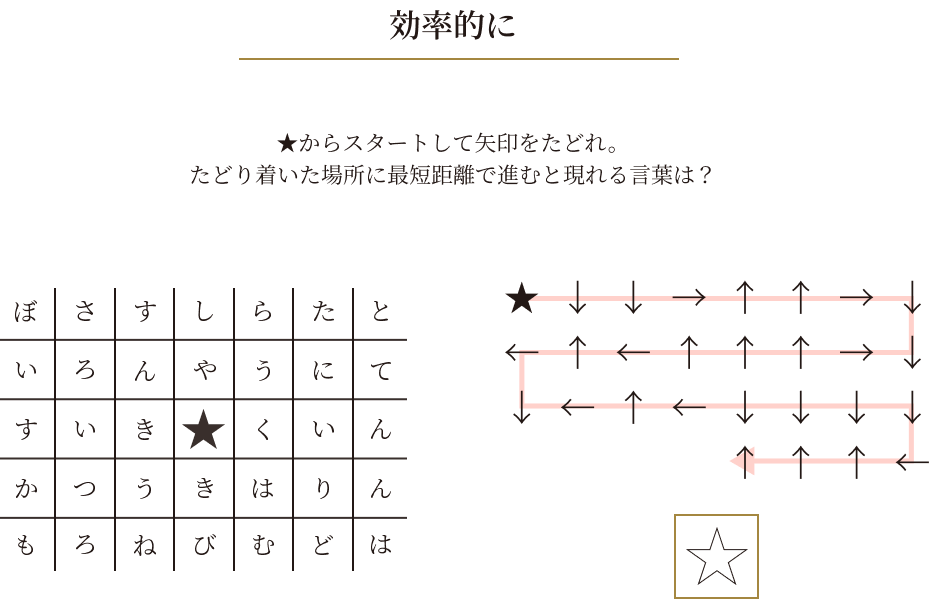 効率的に
★からスタートして矢印をたどれ。
たどり着いた場所に最短距離で進むと現れる言葉は？
ぼ さ す し ら た と
い ろ ん や う に て
す い き ★ く い ん
か つ う き は り ん
も ろ ね び む ど は
★ ↓ ↓ → ↑ ↑ → ↓
← ↑ ← ↑ ↑ ↑ → ↓
↓ ← ↑ ← ↓ ↓ ↓ ↓
↑ ↑ ↑ ←
☆